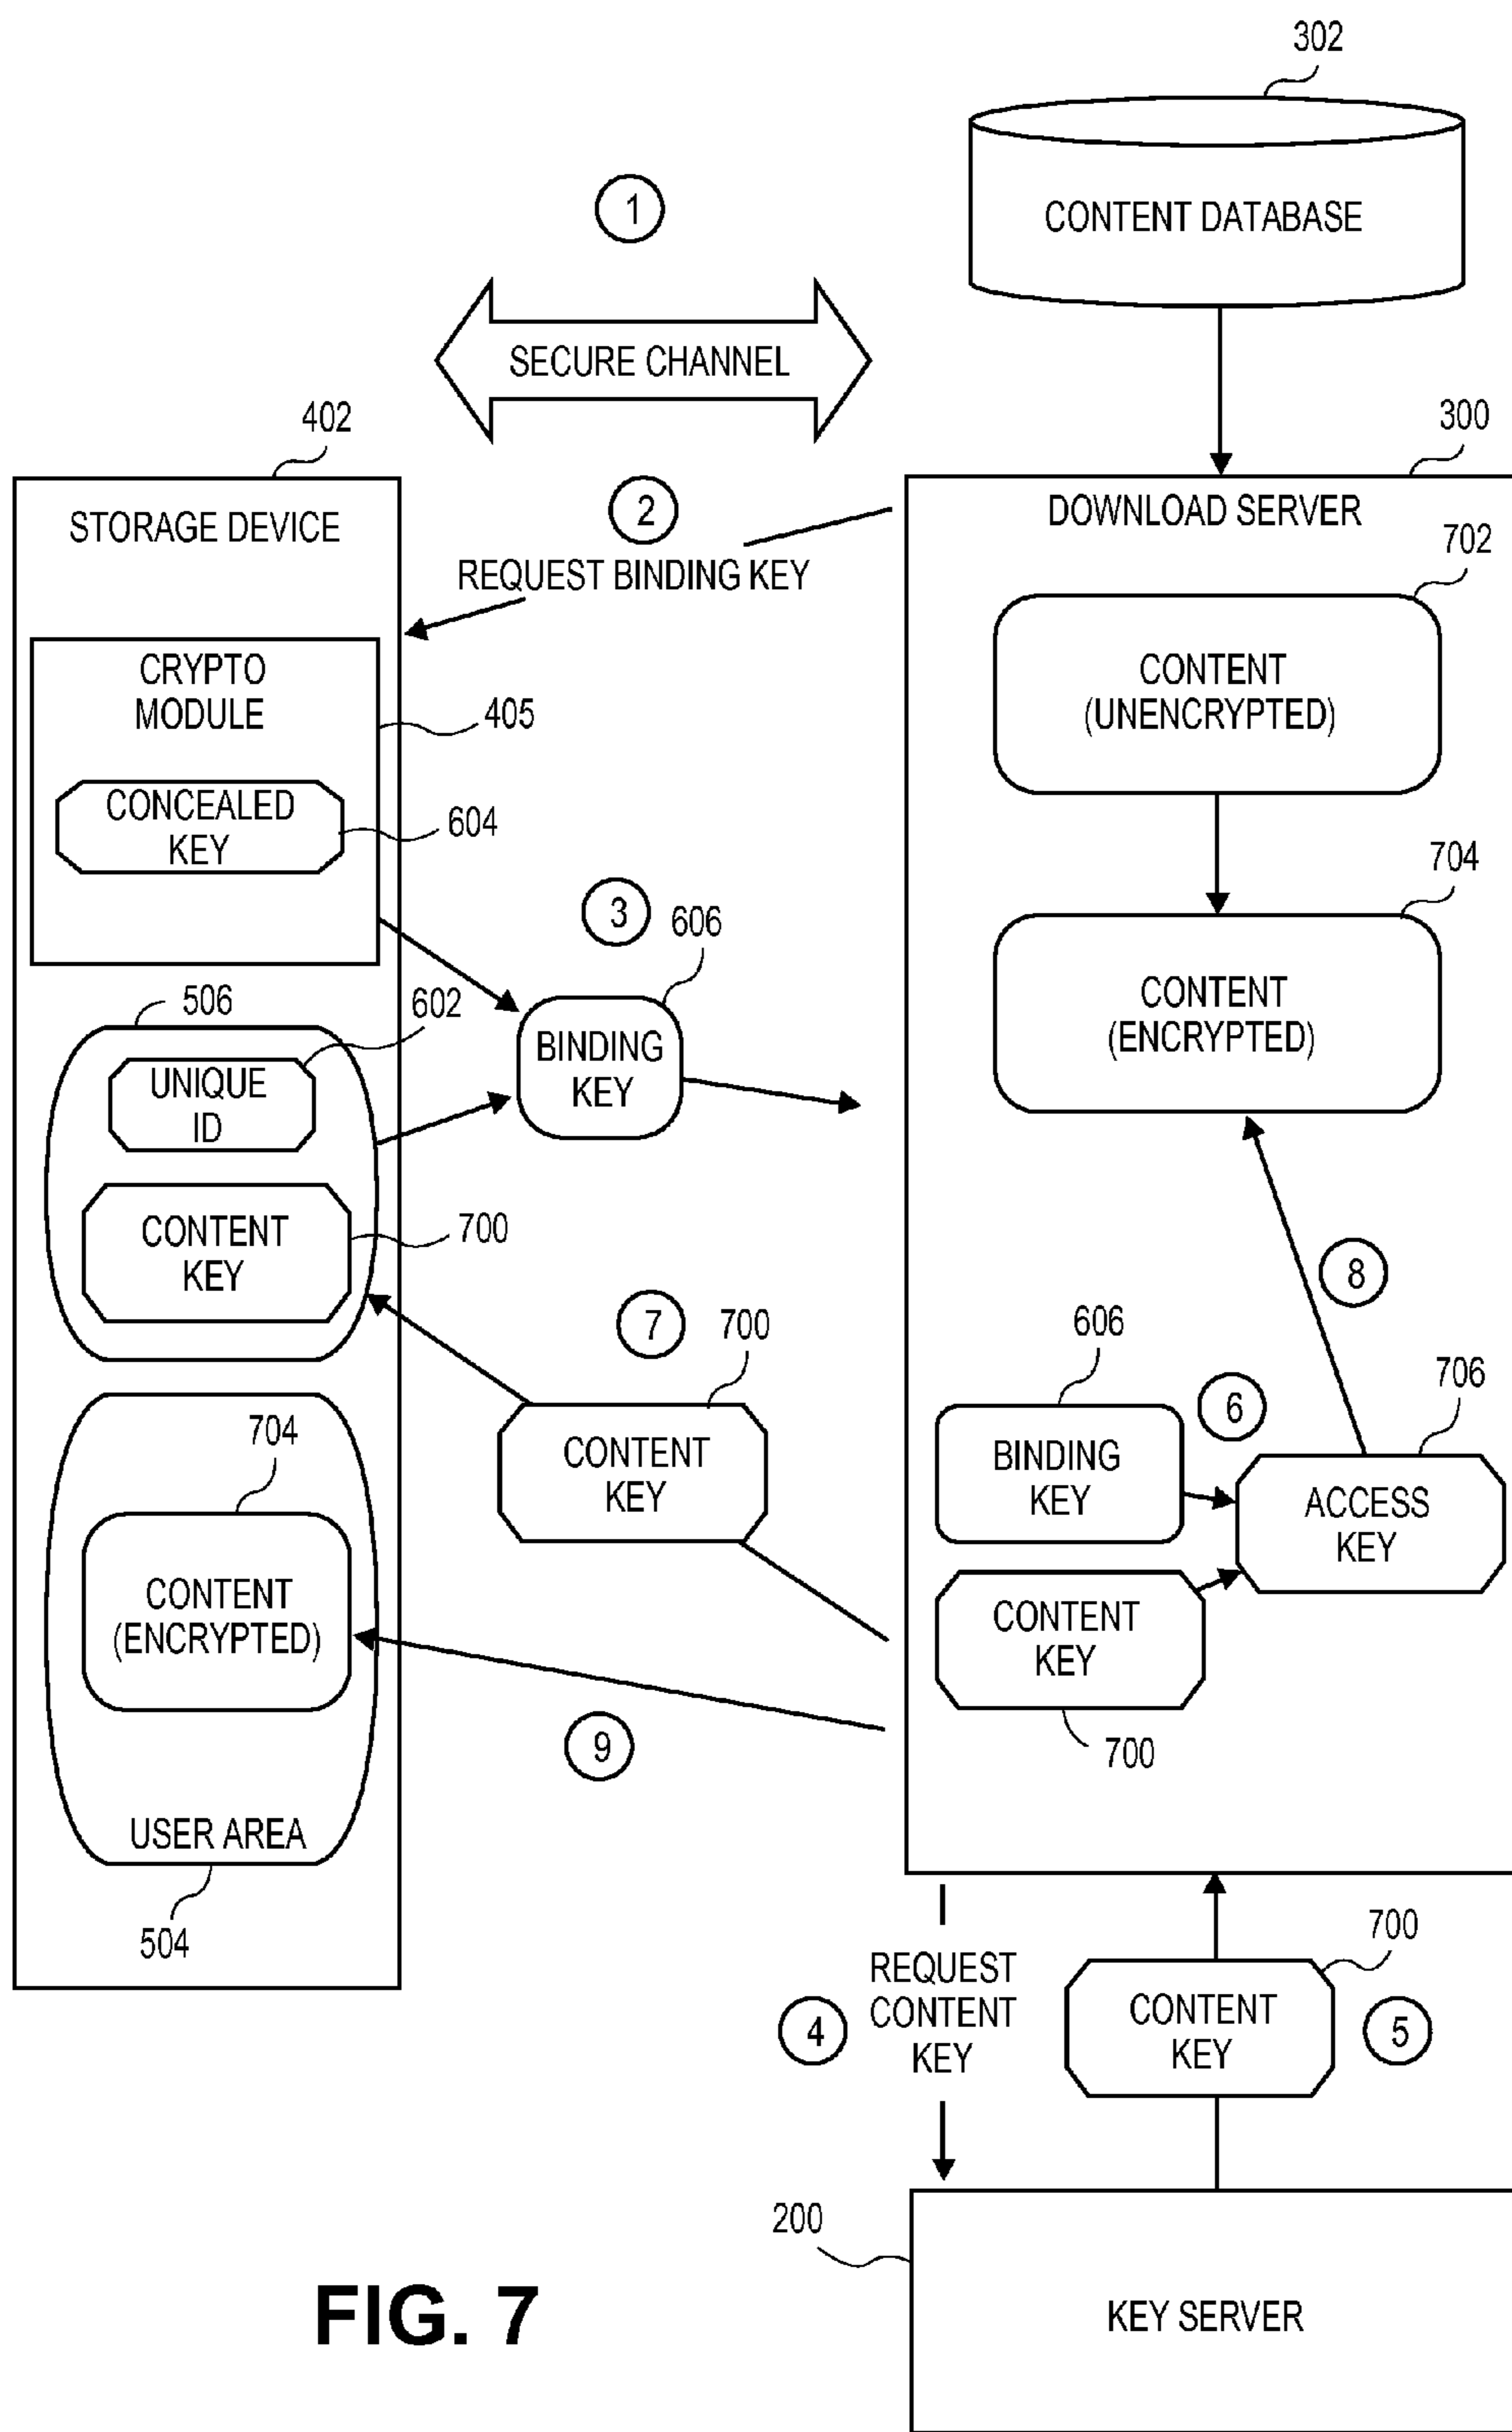 302
CONTENT DATABASE
1
SECURE CHANNEL
402
STORAGE DEVICE
2
REQUEST BINDING KEY
300
DOWNLOAD SERVER
702
CONTENT
(UNENCRYPTED)
CRYPTO
MODULE
405
CONCEALED
KEY
604
704
CONTENT
(ENCRYPTED)
3
606
BINDING
KEY
506
602
UNIQUE
ID
CONTENT
KEY
700
7
700
CONTENT
KEY
8
606
BINDING
KEY
6
706
ACCESS
KEY
CONTENT
KEY
700
704
CONTENT
(ENCRYPTED)
9
USER AREA
504
4
REQUEST
CONTENT
KEY
700
CONTENT
KEY
5
200
KEY SERVER
FIG. 7